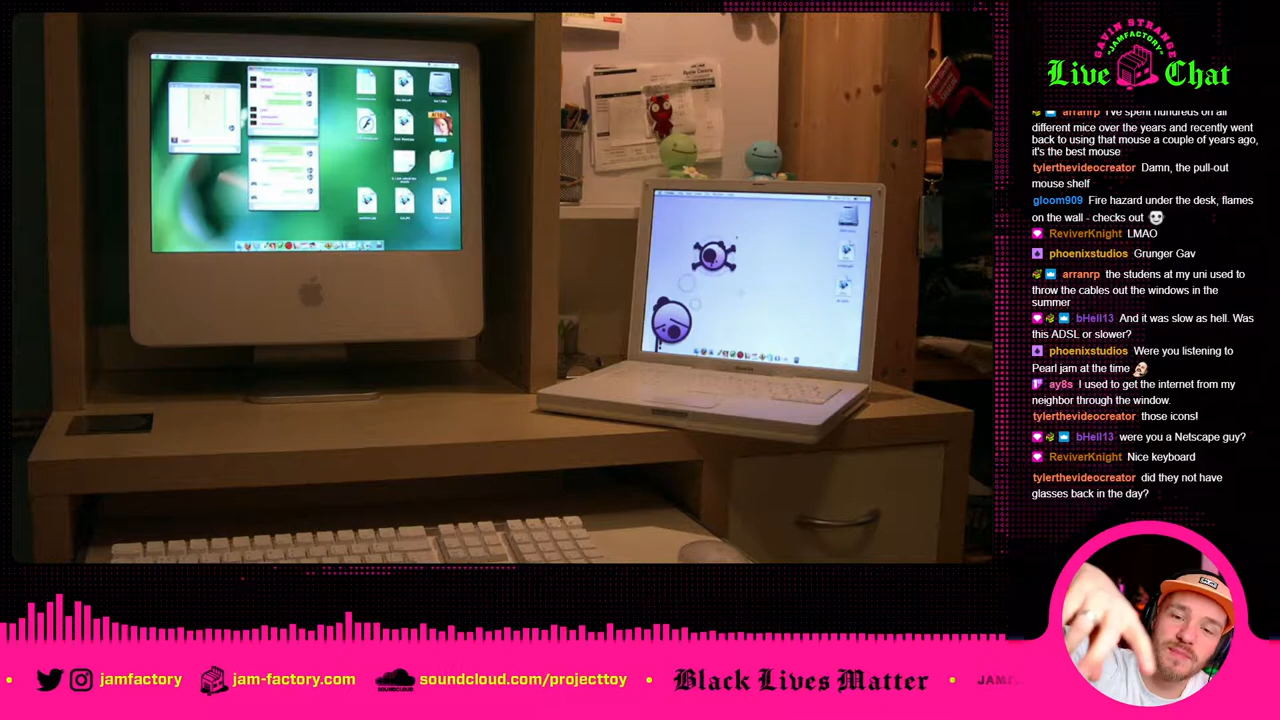 GAVIN STRANGE
"JAMFACTORY"
Live Chat
arranrp I've spent hundreds on all
different mice over the years and recently went
back to using that mouse a couple of years ago,
it's the best mouse
tylerthevideocreator Damn, the pull-out
mouse shelf
gloom909 Fire hazard under the desk, flames
on the wall - checks out
ReviverKnight LMAO
phoenixstudios Grunger Gav
arranrp the studens at my uni used to
throw the cables out the windows in the
summer
bHell13 And it was slow as hell. Was
this ADSL or slower?
phoenixstudios Were you listening to
Pearl jam at the time
ay8s I used to get the internet from my
neighbor through the window.
tylerthevideocreator those icons!
bHell13 were you a Netscape guy?
ReviverKnight Nice keyboard
tylerthevideocreator did they not have
glasses back in the day?
jamfactory jam-factory.com SOUNDCLOUD soundcloud.com/projecttoy Black Lives Matter JAM